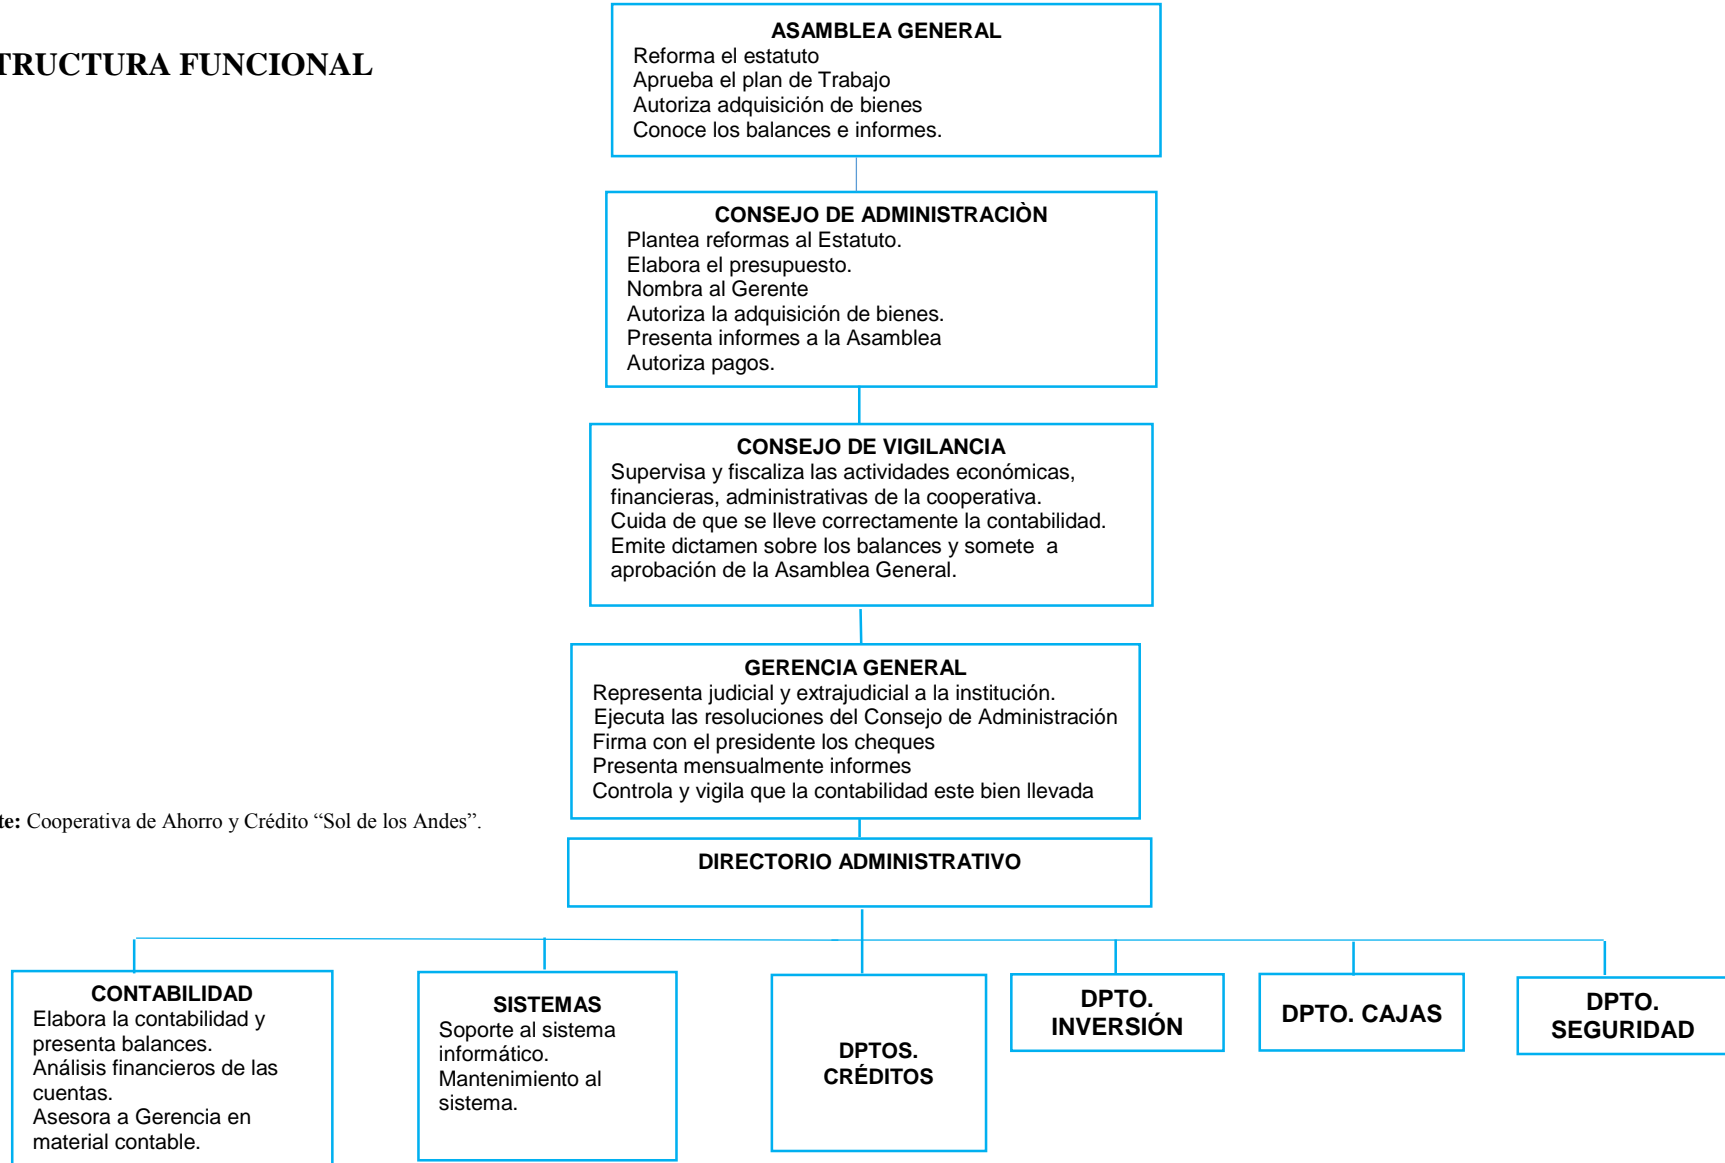 TRUCTURA FUNCIONAL
ASAMBLEA GENERAL
Reforma el estatuto
Aprueba el plan de Trabajo
Autoriza adquisición de bienes
Conoce los balances e informes.
CONSEJO DE ADMINISTRACIÒN
Plantea reformas al Estatuto.
Elabora el presupuesto.
Nombra al Gerente
Autoriza la adquisición de bienes.
Presenta informes a la Asamblea
Autoriza pagos.
CONSEJO DE VIGILANCIA
Supervisa y fiscaliza las actividades económicas,
financieras, administrativas de la cooperativa.
Cuida de que se lleve correctamente la contabilidad.
Emite dictamen sobre los balances y somete  a
aprobación de la Asamblea General.
GERENCIA GENERAL
Representa judicial y extrajudicial a la institución.
Ejecuta las resoluciones del Consejo de Administración
Firma con el presidente los cheques
Presenta mensualmente informes
Controla y vigila que la contabilidad este bien llevada
te: Cooperativa de Ahorro y Crédito “Sol de los Andes”.
DIRECTORIO ADMINISTRATIVO
CONTABILIDAD
Elabora la contabilidad y
presenta balances.
Análisis financieros de las
cuentas.
Asesora a Gerencia en
material contable.
SISTEMAS
Soporte al sistema
informático.
Mantenimiento al
sistema.
DPTOS.
CRÉDITOS
DPTO.
INVERSIÓN
DPTO. CAJAS
DPTO.
SEGURIDAD